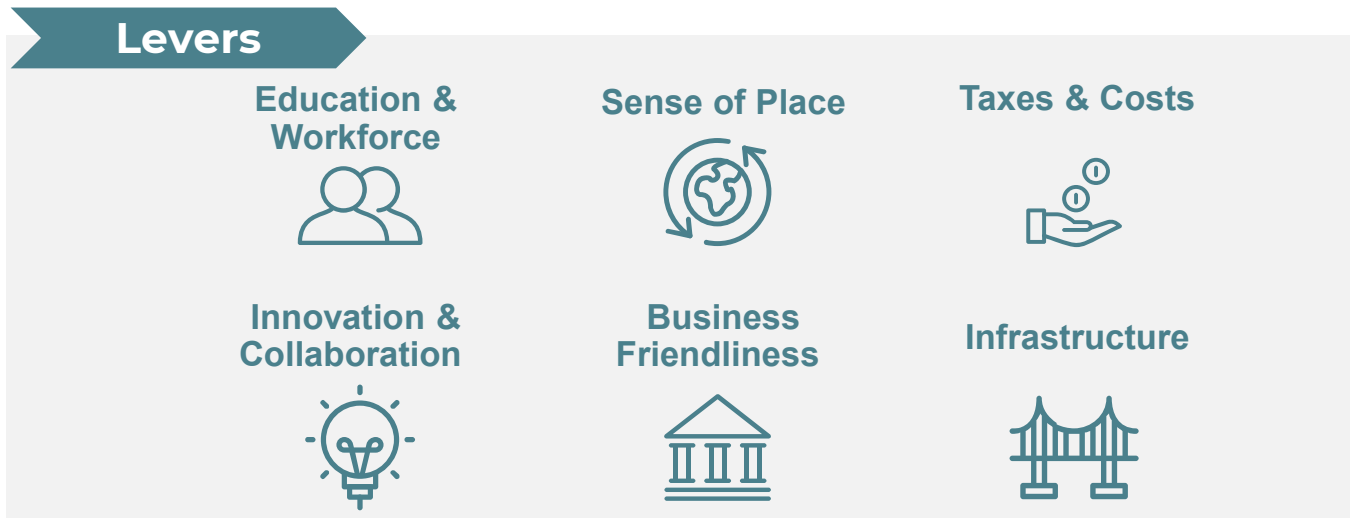 Levers
Education &
Workforce
Sense of Place
Taxes & Costs
Innovation &
Collaboration
Business
Friendliness
Infrastructure